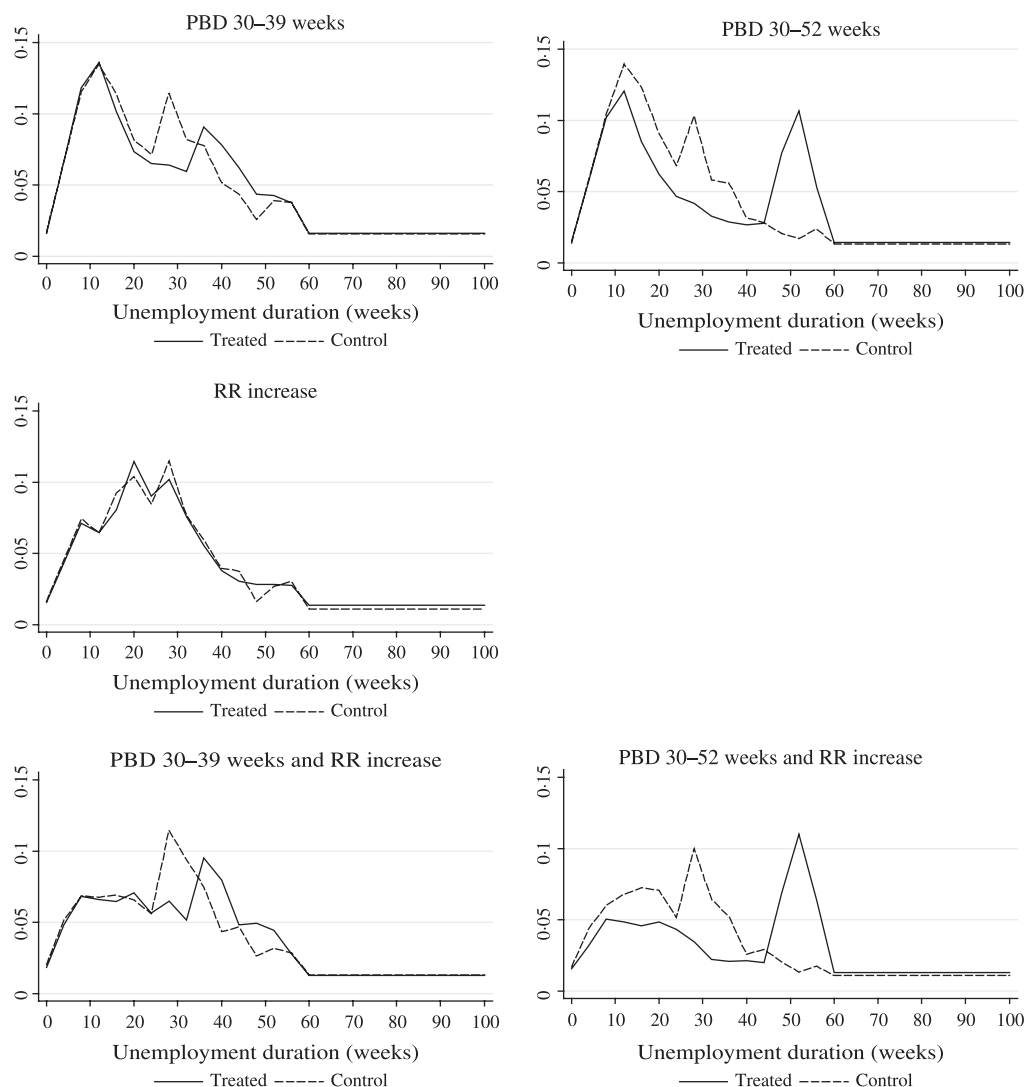 PBD 30–39 weeks
0 0·05 0·1 0·15
0 10 20 30 40 50 60 70 80 90 100
Unemployment duration (weeks)
Treated Control
PBD 30–52 weeks
0 0·05 0·1 0·15
0 10 20 30 40 50 60 70 80 90 100
Unemployment duration (weeks)
Treated Control
RR increase
0 0·05 0·1 0·15
0 10 20 30 40 50 60 70 80 90 100
Unemployment duration (weeks)
Treated Control
PBD 30–39 weeks and RR increase
0 0·05 0·1 0·15
0 10 20 30 40 50 60 70 80 90 100
Unemployment duration (weeks)
Treated Control
PBD 30–52 weeks and RR increase
0 0·05 0·1 0·15
0 10 20 30 40 50 60 70 80 90 100
Unemployment duration (weeks)
Treated Control